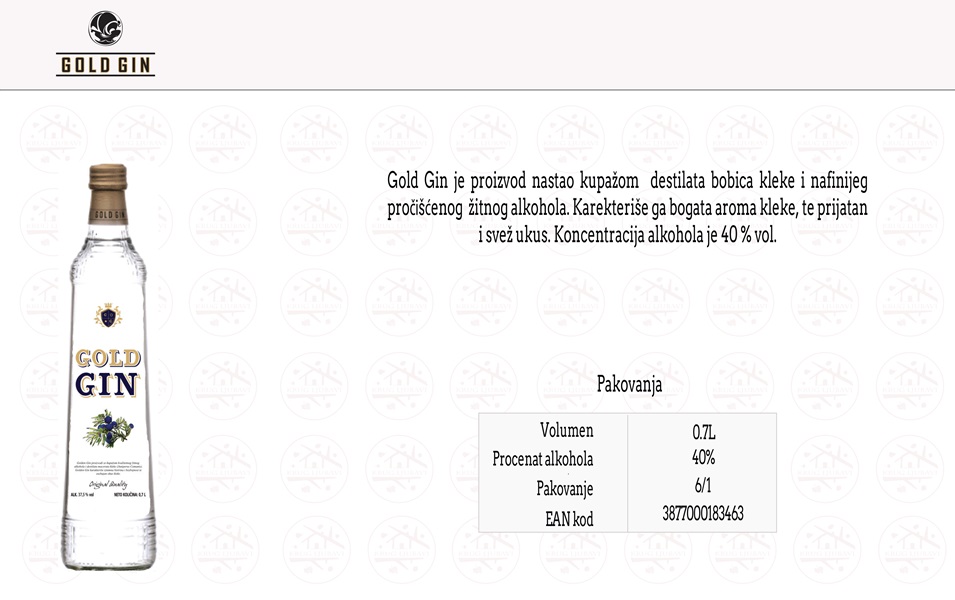 GOLD GIN
Gold Gin je proizvod nastao kupažom destilata bobica kleke i nafinijeg
pročišćenog žitnog alkohola. Karekteriše ga bogata aroma kleke, te prijatan
i svež ukus. Koncentracija alkohola je 40 % vol.
GOLD GIN
GOLD
GIN
Original Quality
ALK. 37,5 % vol NETO KOLIČINA: 0,7 L
Pakovanja
Volumen 0.7L
Procenat alkohola 40%
Pakovanje 6/1
EAN kod 3877000183463